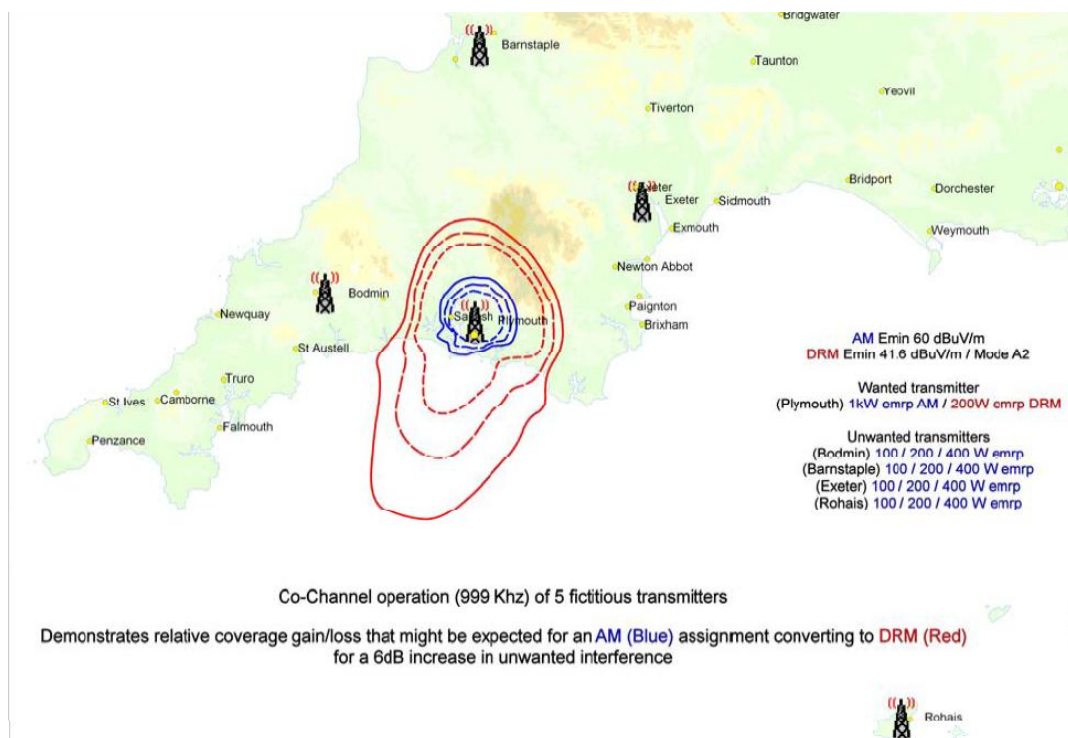 Bridgwater
Barnstaple
Taunton
Yeovil
Tiverton
Bridport
Dorchester
Exeter
Sidmouth
Exmouth
Weymouth
Newton Abbot
Bodmin
Newquay
Plymouth
Paignton
Brixham
St Austell
Truro
St Ives
Camborne
Falmouth
Penzance
AM Emin 60 dBuV/m
DRM Emin 41.6 dBuV/m / Mode A2
Wanted transmitter
(Plymouth) 1kW emrp AM / 200W emrp DRM
Unwanted transmitters
(Bodmin) 100 / 200 / 400 W emrp
(Barnstaple) 100 / 200 / 400 W emrp
(Exeter) 100 / 200 / 400 W emrp
(Rohais) 100 / 200 / 400 W emrp
Co-Channel operation (999 Khz) of 5 fictitious transmitters
Demonstrates relative coverage gain/loss that might be expected for an AM (Blue) assignment converting to DRM (Red)
for a 6dB increase in unwanted interference
Rohais